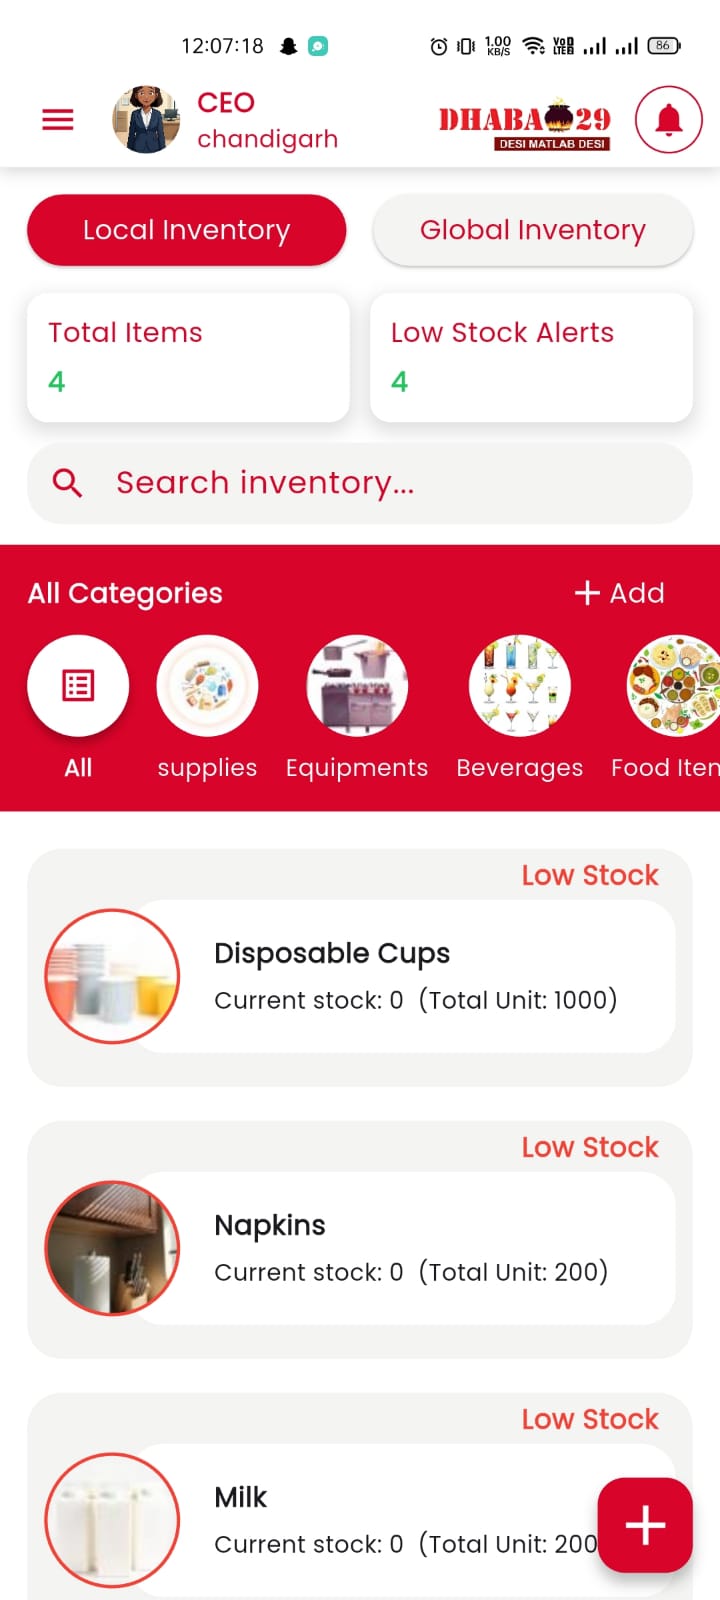 12:07:18
1.00 KB/S
VoD LTE2
86
CEO
chandigarh
DHABA 29
DESI MATLAB DESI
Local Inventory
Global Inventory
Total Items
4
Low Stock Alerts
4
Search inventory...
All Categories
+ Add
All
supplies
Equipments
Beverages
Food Iten
Low Stock
Disposable Cups
Current stock: 0 (Total Unit: 1000)
Low Stock
Napkins
Current stock: 0 (Total Unit: 200)
Low Stock
Milk
Current stock: 0 (Total Unit: 200